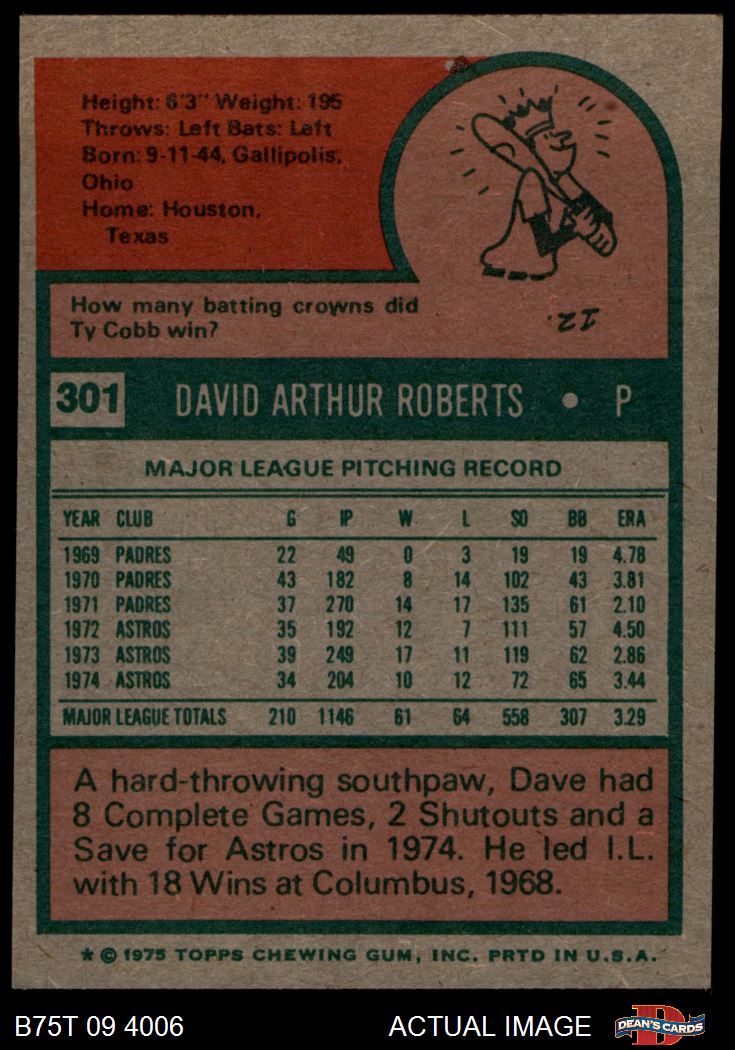 Height: 6'3" Weight: 195
Throws: Left Bats: Left
Born: 9-11-44, Gallipolis,
Ohio
Home: Houston,
Texas
How many batting crowns did
Ty Cobb win?
12.
301 DAVID ARTHUR ROBERTS • P
MAJOR LEAGUE PITCHING RECORD
YEAR CLUB G IP W L SO BB ERA
1969 PADRES 22 49 0 3 19 19 4.78
1970 PADRES 43 182 8 14 102 43 3.81
1971 PADRES 37 270 14 17 135 61 2.10
1972 ASTROS 35 192 12 7 111 57 4.50
1973 ASTROS 39 249 17 11 119 62 2.86
1974 ASTROS 34 204 10 12 72 65 3.44
MAJOR LEAGUE TOTALS 210 1146 61 64 558 307 3.29
A hard-throwing southpaw, Dave had
8 Complete Games, 2 Shutouts and a
Save for Astros in 1974. He led I.L.
with 18 Wins at Columbus, 1968.
* © 1975 TOPPS CHEWING GUM, INC. PRTD IN U.S.A.
B75T 09 4006 ACTUAL IMAGE DEAN'S CARDS